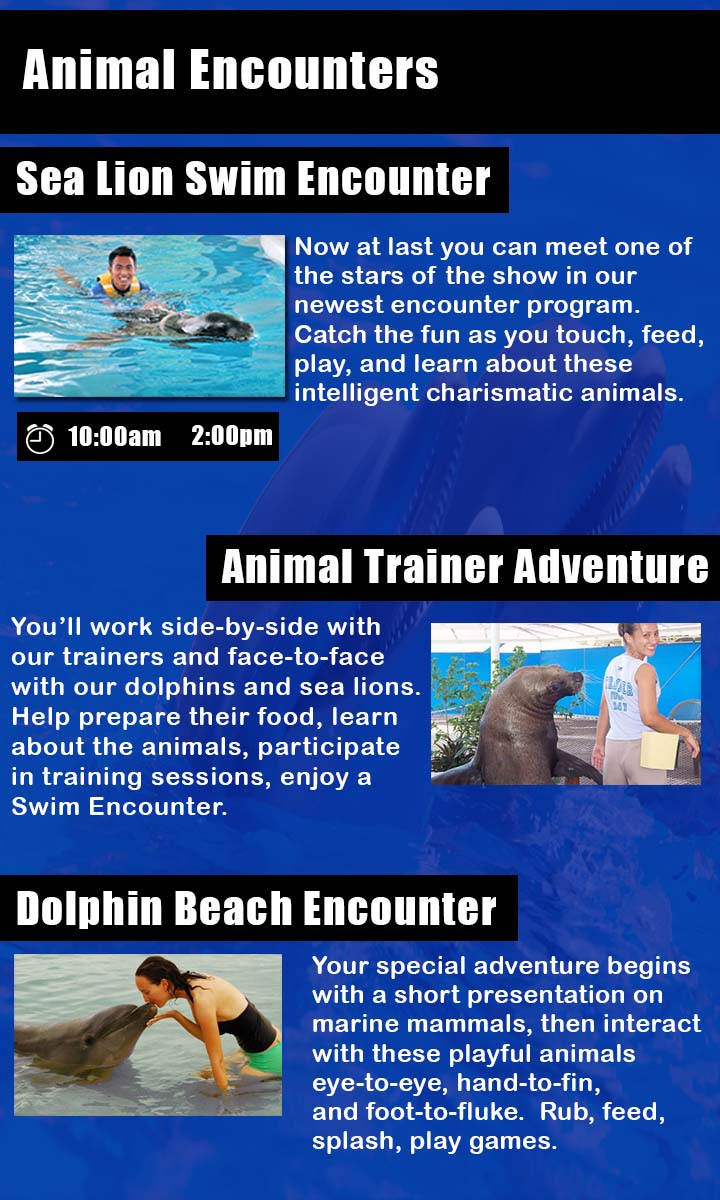 Animal Encounters
Sea Lion Swim Encounter
Now at last you can meet one of
the stars of the show in our
newest encounter program.
Catch the fun as you touch, feed,
play, and learn about these
intelligent charismatic animals.
10:00am 2:00pm
Animal Trainer Adventure
You’ll work side-by-side with
our trainers and face-to-face
with our dolphins and sea lions.
Help prepare their food, learn
about the animals, participate
in training sessions, enjoy a
Swim Encounter.
Dolphin Beach Encounter
Your special adventure begins
with a short presentation on
marine mammals, then interact
with these playful animals
eye-to-eye, hand-to-fin,
and foot-to-fluke.  Rub, feed,
splash, play games.